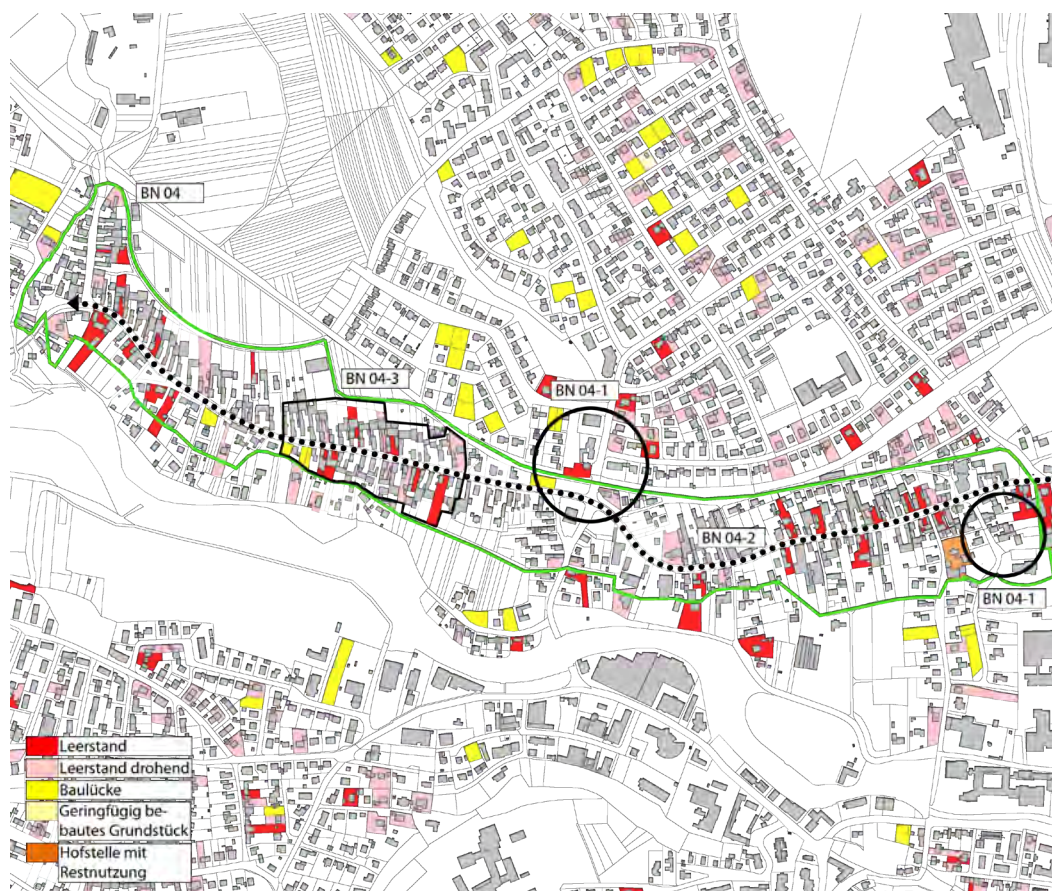 BN 04
BN 04-3
BN 04-1
BN 04-2
BN 04-1
Leerstand
Leerstand drohend
Baulücke
Geringfügig be-
bautes Grundstück
Hofstelle mit
Restnutzung